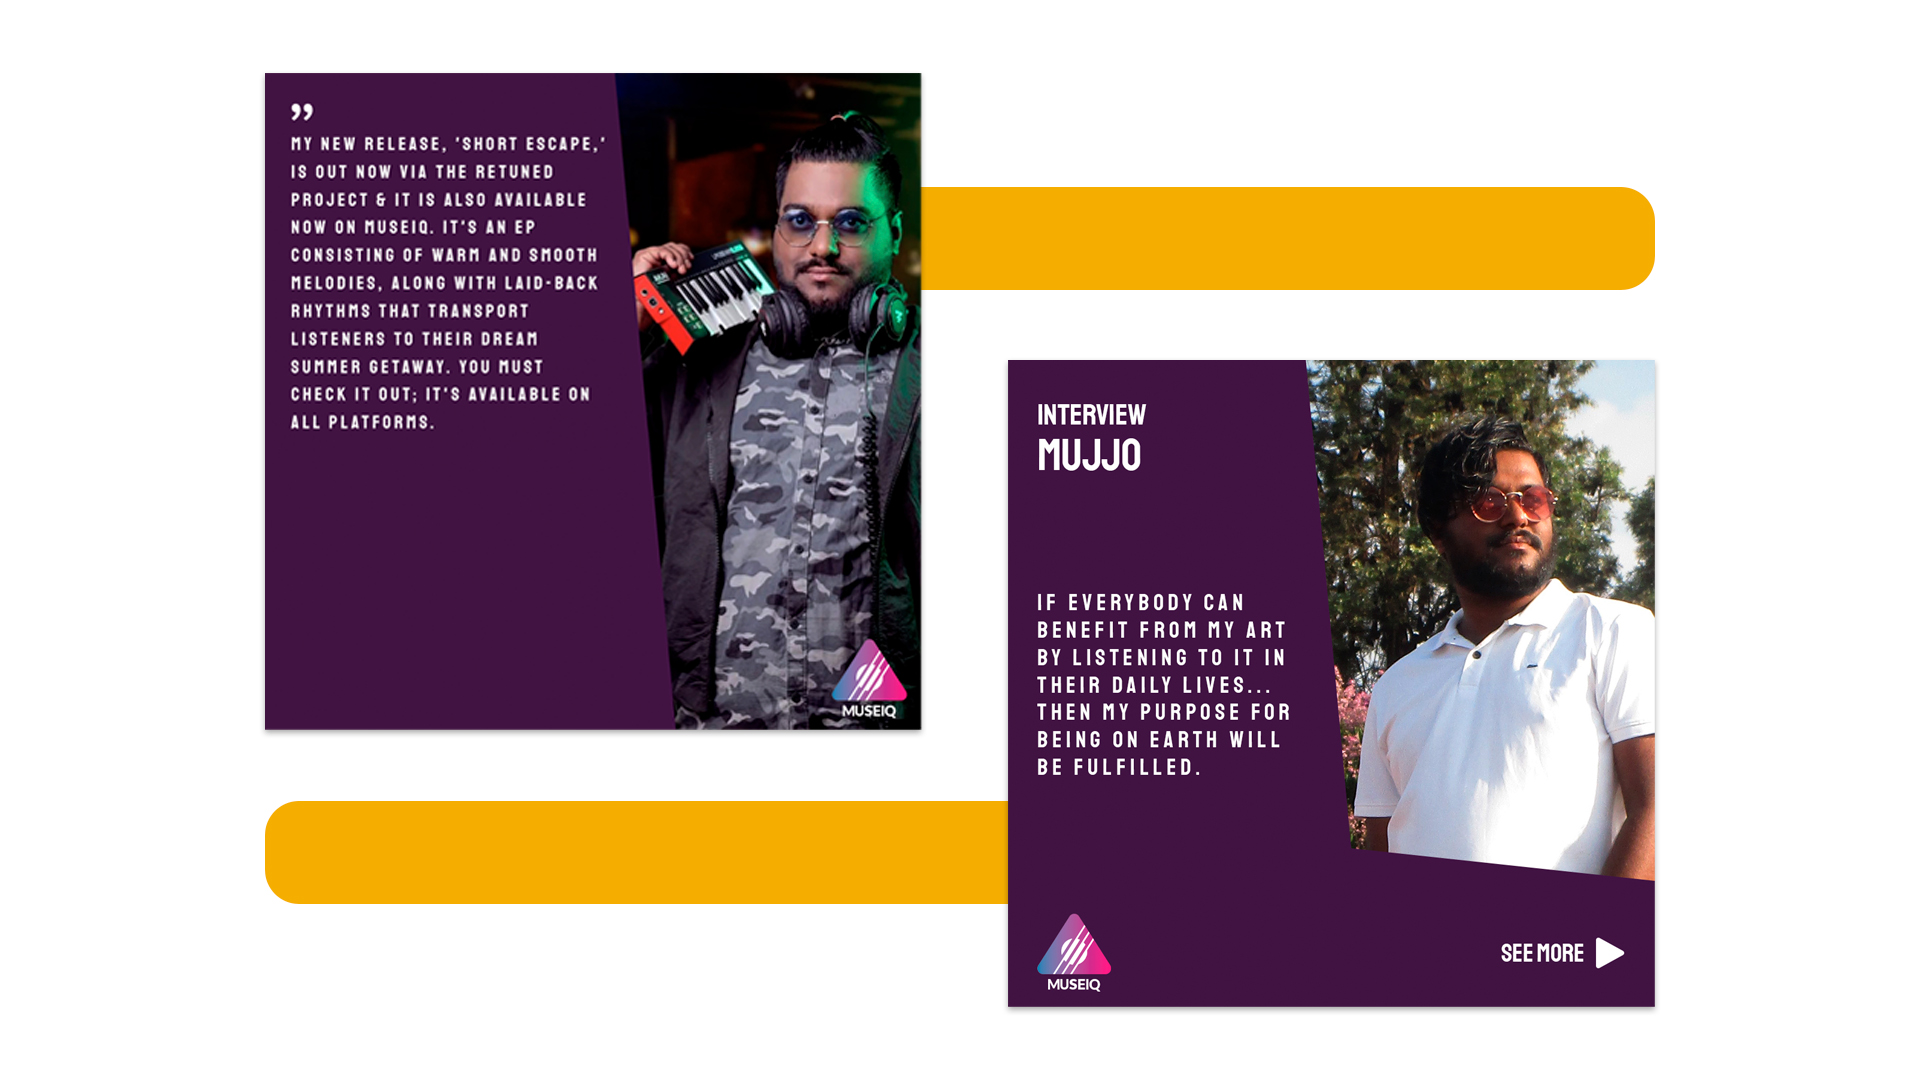 ”
MY NEW RELEASE, 'SHORT ESCAPE,'
IS OUT NOW VIA THE RETUNED
PROJECT & IT IS ALSO AVAILABLE
NOW ON MUSEIQ. IT'S AN EP
CONSISTING OF WARM AND SMOOTH
MELODIES, ALONG WITH LAID-BACK
RHYTHMS THAT TRANSPORT
LISTENERS TO THEIR DREAM
SUMMER GETAWAY. YOU MUST
CHECK IT OUT; IT'S AVAILABLE ON
ALL PLATFORMS.
MUSEIQ
INTERVIEW
MUJJO
IF EVERYBODY CAN
BENEFIT FROM MY ART
BY LISTENING TO IT IN
THEIR DAILY LIVES...
THEN MY PURPOSE FOR
BEING ON EARTH WILL
BE FULFILLED.
SEE MORE
MUSEIQ